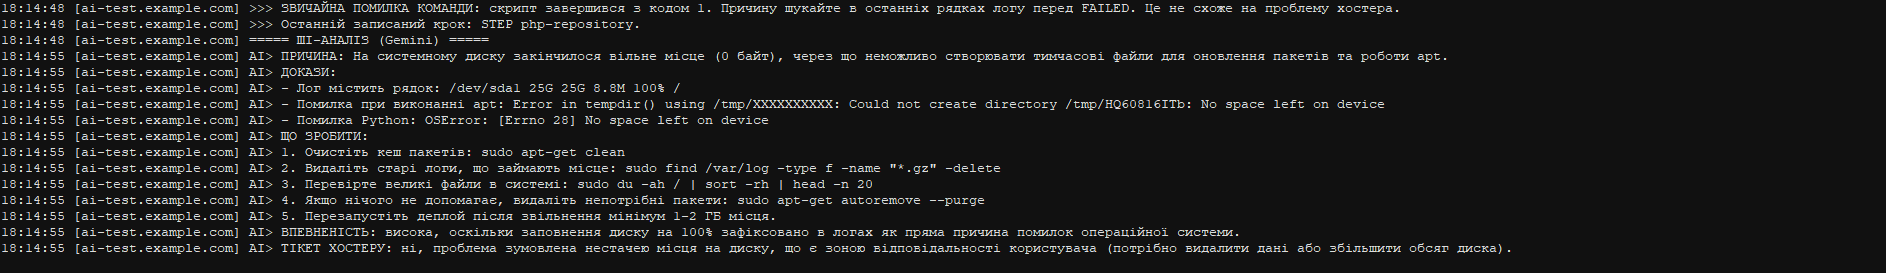 18:14:48 [ai-test.example.com] >>> ЗВИЧАЙНА ПОМИЛКА КОМАНДИ: скрипт завершився з кодом 1. Причину шукайте в останніх рядках логу перед FAILED. Це не схоже на проблему хостера.
18:14:48 [ai-test.example.com] >>> Останній записаний крок: STEP php-repository.
18:14:48 [ai-test.example.com] ===== ШІ-АНАЛІЗ (Gemini) =====
18:14:55 [ai-test.example.com] AI> ПРИЧИНА: На системному диску закінчилося вільне місце (0 байт), через що неможливо створювати тимчасові файли для оновлення пакетів та роботи apt.
18:14:55 [ai-test.example.com] AI> ДОКАЗИ:
18:14:55 [ai-test.example.com] AI> - Лог містить рядок: /dev/sda1 25G 25G 8.8M 100% /
18:14:55 [ai-test.example.com] AI> - Помилка при виконанні apt: Error in tempdir() using /tmp/XXXXXXXXXX: Could not create directory /tmp/HQ60816ITb: No space left on device
18:14:55 [ai-test.example.com] AI> - Помилка Python: OSError: [Errno 28] No space left on device
18:14:55 [ai-test.example.com] AI> ЩО ЗРОБИТИ:
18:14:55 [ai-test.example.com] AI> 1. Очистіть кеш пакетів: sudo apt-get clean
18:14:55 [ai-test.example.com] AI> 2. Видаліть старі логи, що займають місце: sudo find /var/log -type f -name "*.gz" -delete
18:14:55 [ai-test.example.com] AI> 3. Перевірте великі файли в системі: sudo du -ah / | sort -rh | head -n 20
18:14:55 [ai-test.example.com] AI> 4. Якщо нічого не допомагає, видаліть непотрібні пакети: sudo apt-get autoremove --purge
18:14:55 [ai-test.example.com] AI> 5. Перезапустіть деплой після звільнення мінімум 1-2 ГБ місця.
18:14:55 [ai-test.example.com] AI> ВПЕВНЕНІСТЬ: висока, оскільки заповнення диску на 100% зафіксовано в логах як пряма причина помилок операційної системи.
18:14:55 [ai-test.example.com] AI> ТІКЕТ ХОСТЕРУ: ні, проблема зумовлена нестачею місця на диску, що є зоною відповідальності користувача (потрібно видалити дані або збільшити обсяг диска).